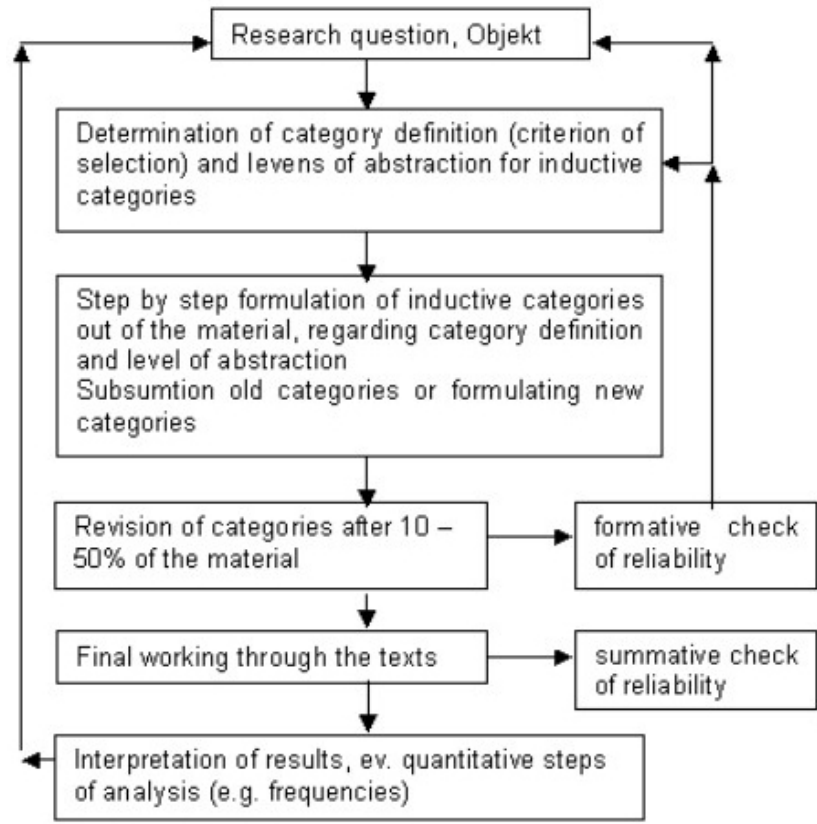 Research question, Objekt
Determination of category definition (criterion of
selection) and levens of abstraction for inductive
categories
Step by step formulation of inductive categories
out of the material, regarding category definition
and level of abstraction
Subsumtion old categories or formulating new
categories
Revision of categories after 10 –
50% of the material
formative check
of reliability
Final working through the texts
summative check
of reliability
Interpretation of results, ev. quantitative steps
of analysis (e.g. frequencies)